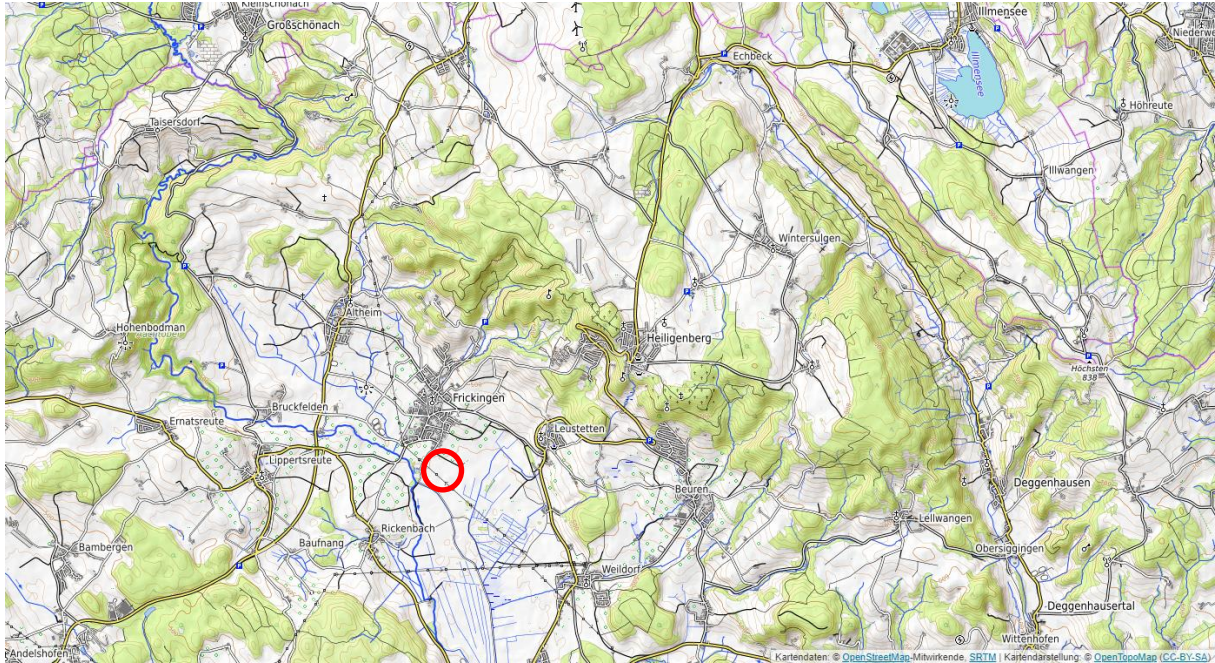 Kleinschönach
Großschönach
Illmensee
Echbeck
Niederwe
Illmensee
Höhreute
Taisersdorf
Illwangen
Wintersulgen
Altheim
Hohenbodman
Heiligenberg
Höchsten
838
Frickingen
Bruckfelden
Ernatsreute
Leustetten
Lippertsreute
Deggenhausen
Beuren
Lellwangen
Rickenbach
Baufnang
Bambergen
Obersiggingen
Weildorf
Deggenhausertal
Wittenhofen
Andelshofen
Kartendaten: © OpenStreetMap-Mitwirkende, SRTM | Kartendarstellung: © OpenTopoMap (CC-BY-SA)